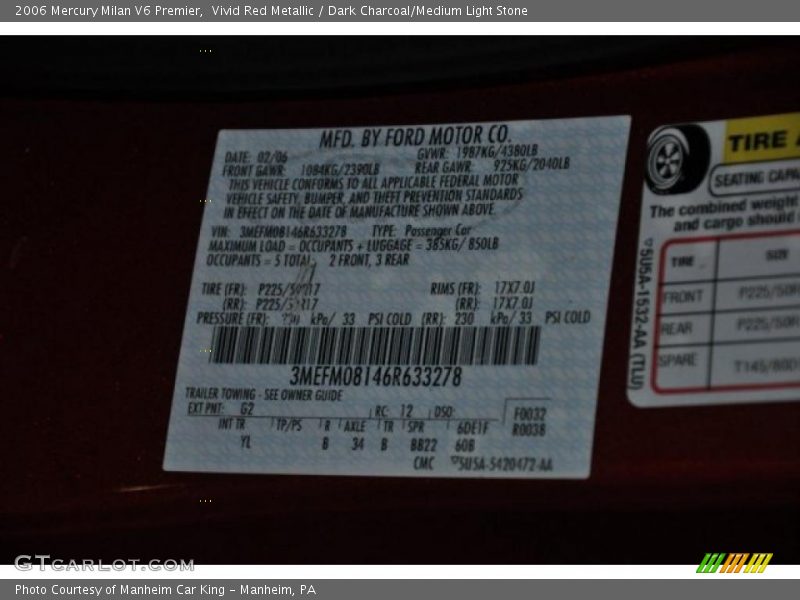 2006 Mercury Milan V6 Premier,  Vivid Red Metallic / Dark Charcoal/Medium Light Stone
MFD. BY FORD MOTOR CO.
DATE: 02/06 GVWR: 1987KG/4380LB
FRONT GAWR: 1084KG/2390LB REAR GAWR: 925KG/2040LB
THIS VEHICLE CONFORMS TO ALL APPLICABLE FEDERAL MOTOR
VEHICLE SAFETY, BUMPER, AND THEFT PREVENTION STANDARDS
IN EFFECT ON THE DATE OF MANUFACTURE SHOWN ABOVE.
VIN: 3MEFM08146R633278 TYPE: Passenger Car
MAXIMUM LOAD = OCCUPANTS + LUGGAGE = 385KG/ 850LB
OCCUPANTS = 5 TOTAL: 2 FRONT, 3 REAR
TIRE (FR): RIMS (FR): 17X7.0J
(RR): (RR): 17X7.0J
PRESSURE (FR): kPa/ 33 PSI COLD (RR): 230 kPa/ 33 PSI COLD
3MEFM08146R633278
TRAILER TOWING - SEE OWNER GUIDE
EXT PNT: G2 RC: 12 DSO: F0032
INT TR TP/PS R AXLE TR SPR 6DE1F R0038
YL B 34 B BB22 60B
CMC 5U5A-5420472-AA
TIRE
SEATING
The combined weight
and cargo should
TIRE SIZE
FRONT P225/50
REAR P225/50
SPARE T145/80D
5U5A-1532-AA (TLU)
GTCARLOT.COM
Photo Courtesy of Manheim Car King - Manheim, PA